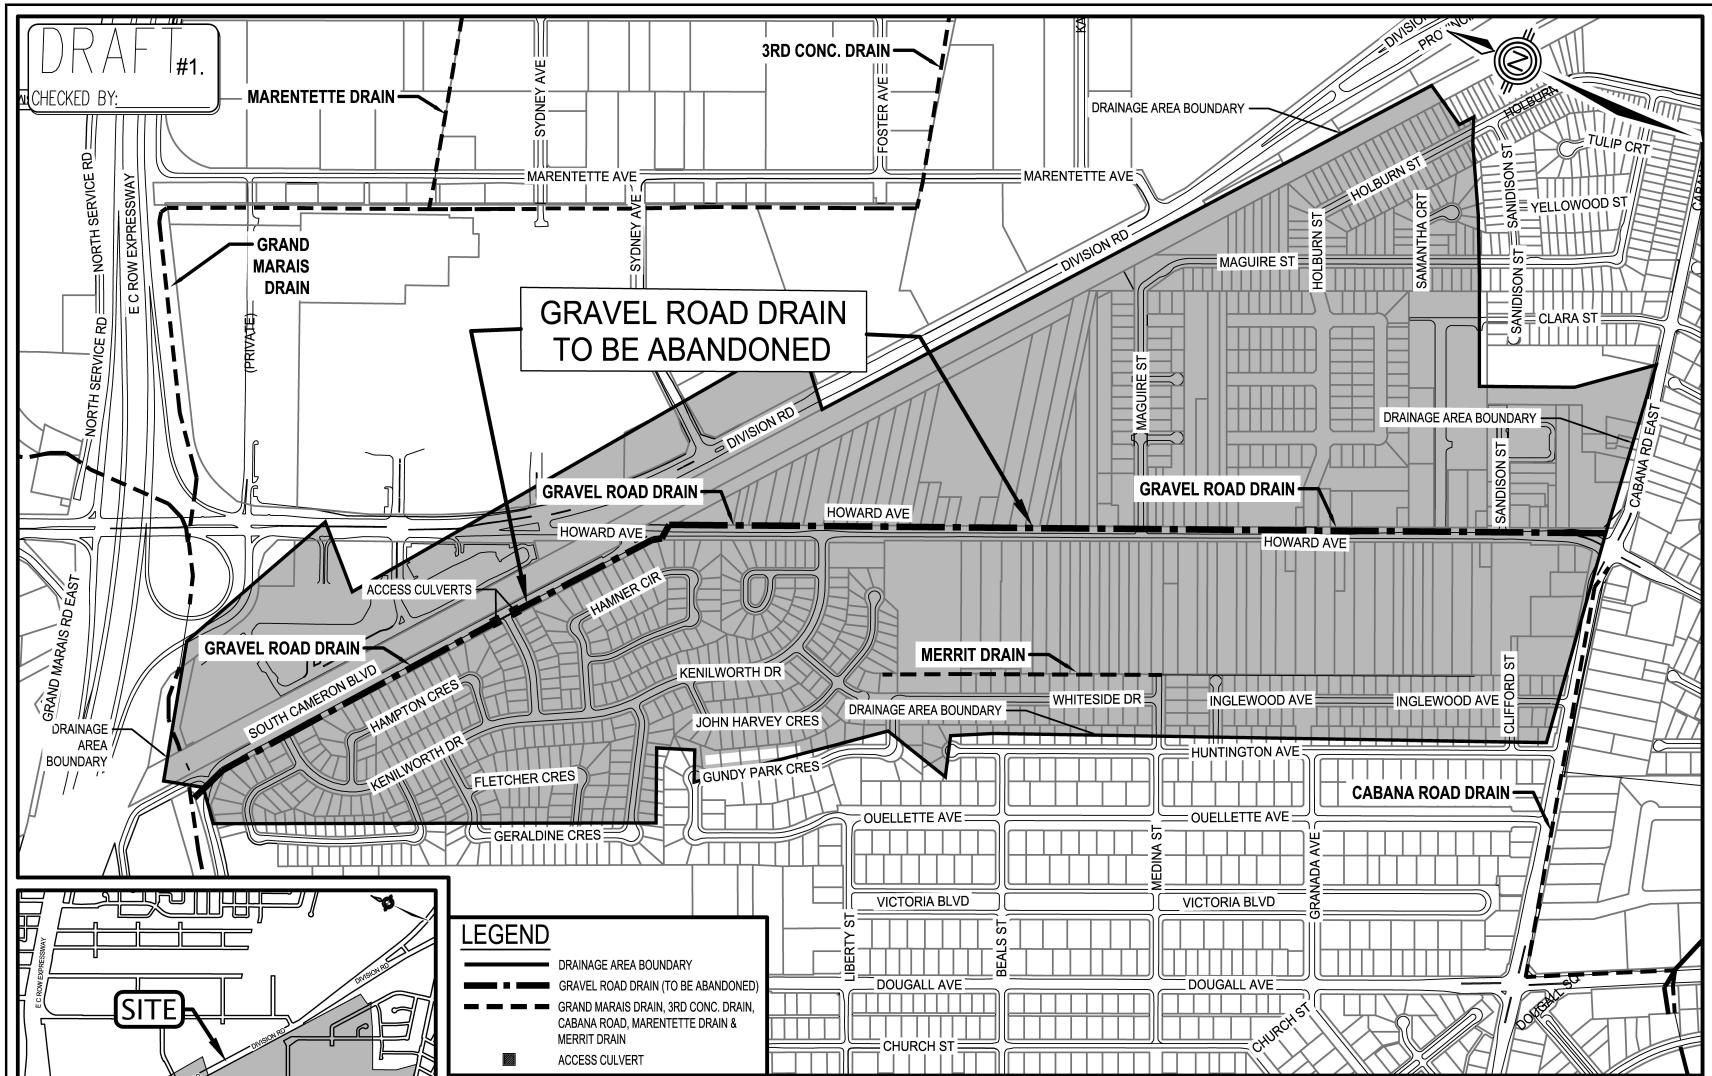 DRAFT #1.
CHECKED BY:
MARENTETTE DRAIN
3RD CONC. DRAIN
SYDNEY AVE
FOSTER AVE
KA
DIVISION
DRAINAGE AREA BOUNDARY
N
HOLBURN
TULIP CRT
HOLBURN ST
SANIDISON ST
YELLOWOOD ST
SAMANTHA CRT
MARENTETTE AVE
MARENTETTE AVE
NORTH SERVICE RD
NORTH SERVICE RD
E C ROW EXPRESSWAY
GRAND
MARAIS
DRAIN
(PRIVATE)
SYDNEY AVE
DIVISION RD
MAGUIRE ST
HOLBURN ST
SANIDISON ST
CLARA ST
GRAVEL ROAD DRAIN
TO BE ABANDONED
MAGUIRE ST
DRAINAGE AREA BOUNDARY
CABANA RD EAST
DIVISION RD
SANDISON ST
GRAVEL ROAD DRAIN
GRAVEL ROAD DRAIN
HOWARD AVE
HOWARD AVE
HOWARD AVE
ACCESS CULVERTS
HAMNER CIR
GRAND MARAIS RD EAST
GRAVEL ROAD DRAIN
MERRIT DRAIN
SOUTH CAMERON BLVD
HAMPTON CRES
KENILWORTH DR
WHITESIDE DR
INGLEWOOD AVE
INGLEWOOD AVE
CLIFFORD ST
DRAINAGE
AREA
BOUNDARY
JOHN HARVEY CRES
DRAINAGE AREA BOUNDARY
KENILWORTH DR
HUNTINGTON AVE
FLETCHER CRES
GUNDY PARK CRES
CABANA ROAD DRAIN
GERALDINE CRES
OUELLETTE AVE
OUELLETTE AVE
MEDINA ST
GRANADA AVE
VICTORIA BLVD
VICTORIA BLVD
LIBERTY ST
BEALS ST
DOUGALL AVE
DOUGALL AVE
DOUGALL SQ
CHURCH ST
CHURCH ST
E C ROW EXPRESSWAY
DIVISION RD
SITE
DIVISION RD
LEGEND
DRAINAGE AREA BOUNDARY
GRAVEL ROAD DRAIN (TO BE ABANDONED)
GRAND MARAIS DRAIN, 3RD CONC. DRAIN,
CABANA ROAD, MARENTETTE DRAIN &
MERRIT DRAIN
ACCESS CULVERT